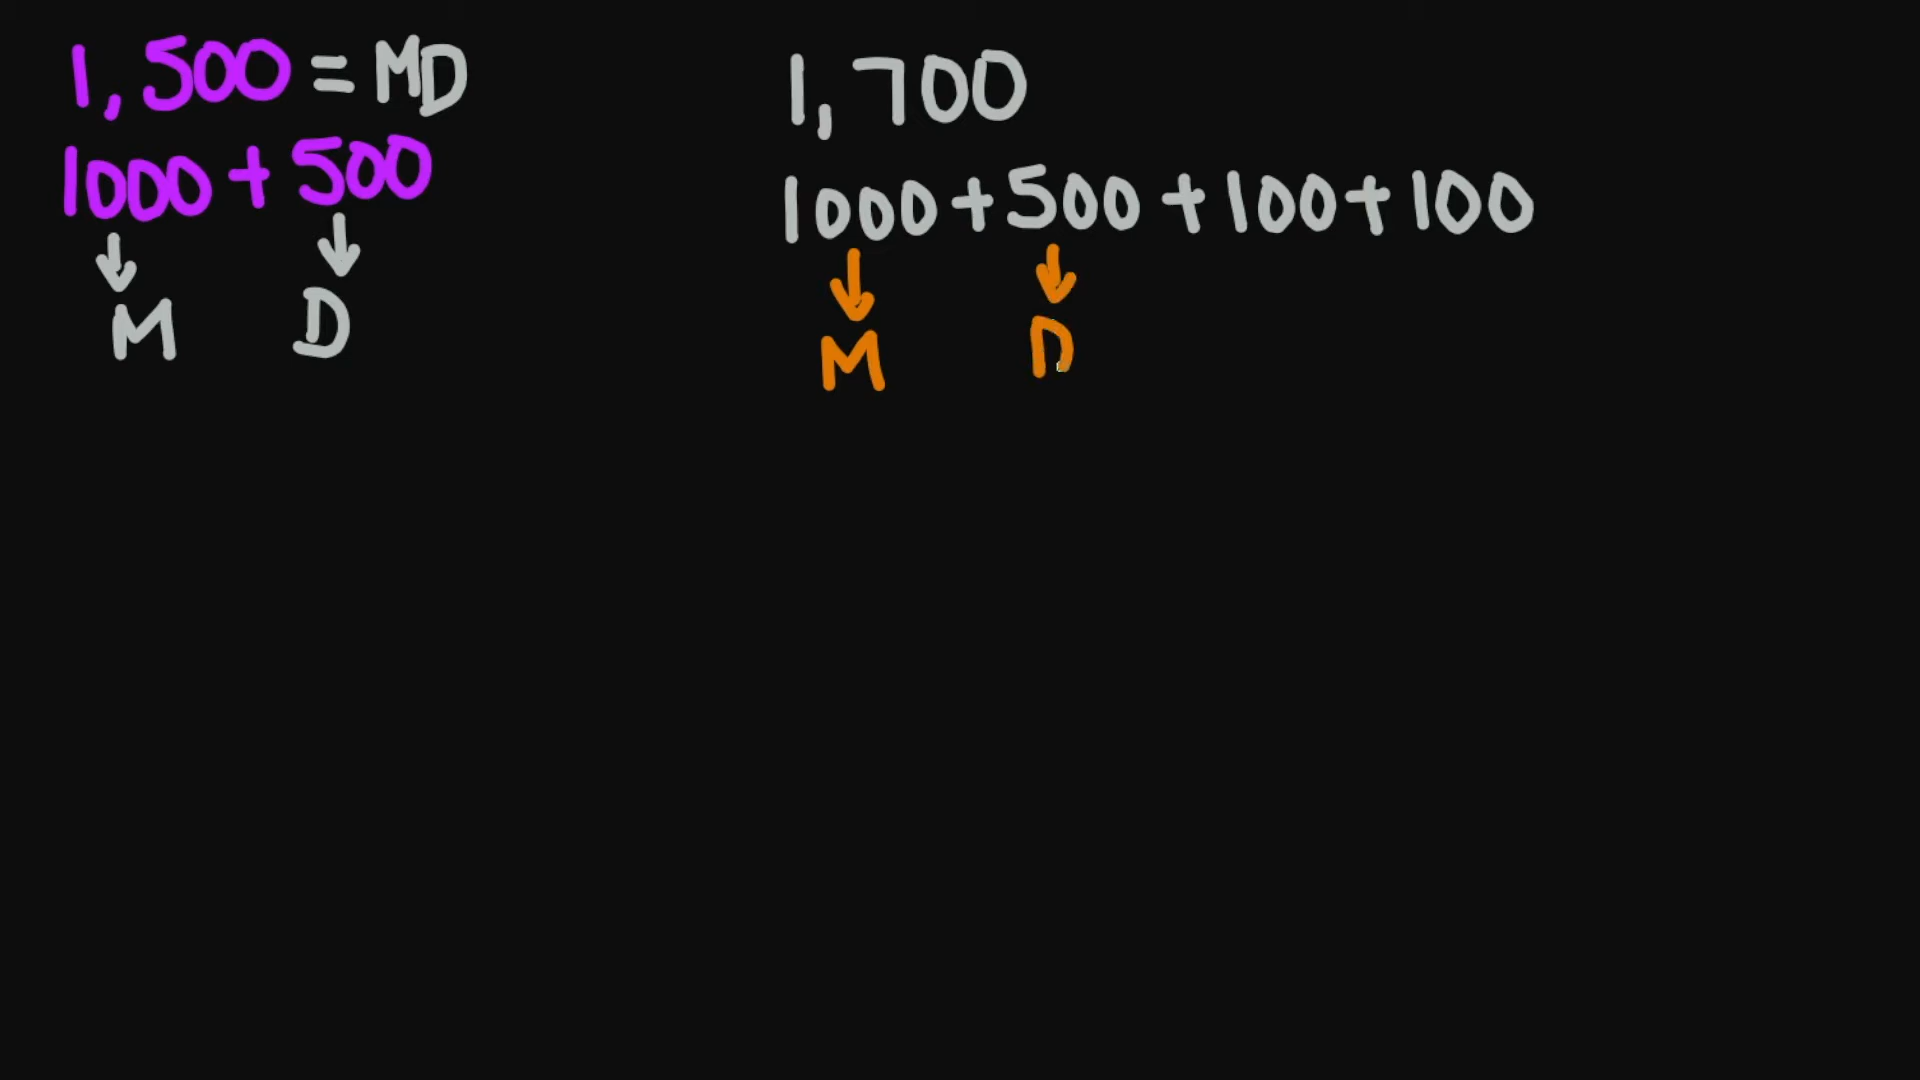 1,500 = MD
1000 + 500
↓ ↓
M D
1,700
1000 + 500 + 100 + 100
↓ ↓
M D